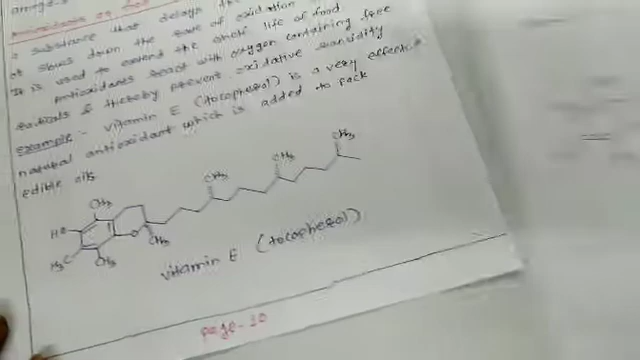 omega-3
a substance that delays the
or slows down the rate of oxidation
It is used to extend the shelf life of food
Antioxidants react with oxygen containing free
radicals & thereby prevent oxidative rancidity
example :- vitamin E (tocopherol) is a very effective
natural antioxidant which is added to pack
edible oils
CH3
CH3
CH3
CH3
HO
O
CH3
H3C
CH3
vitamin E (tocopherol)
page-20